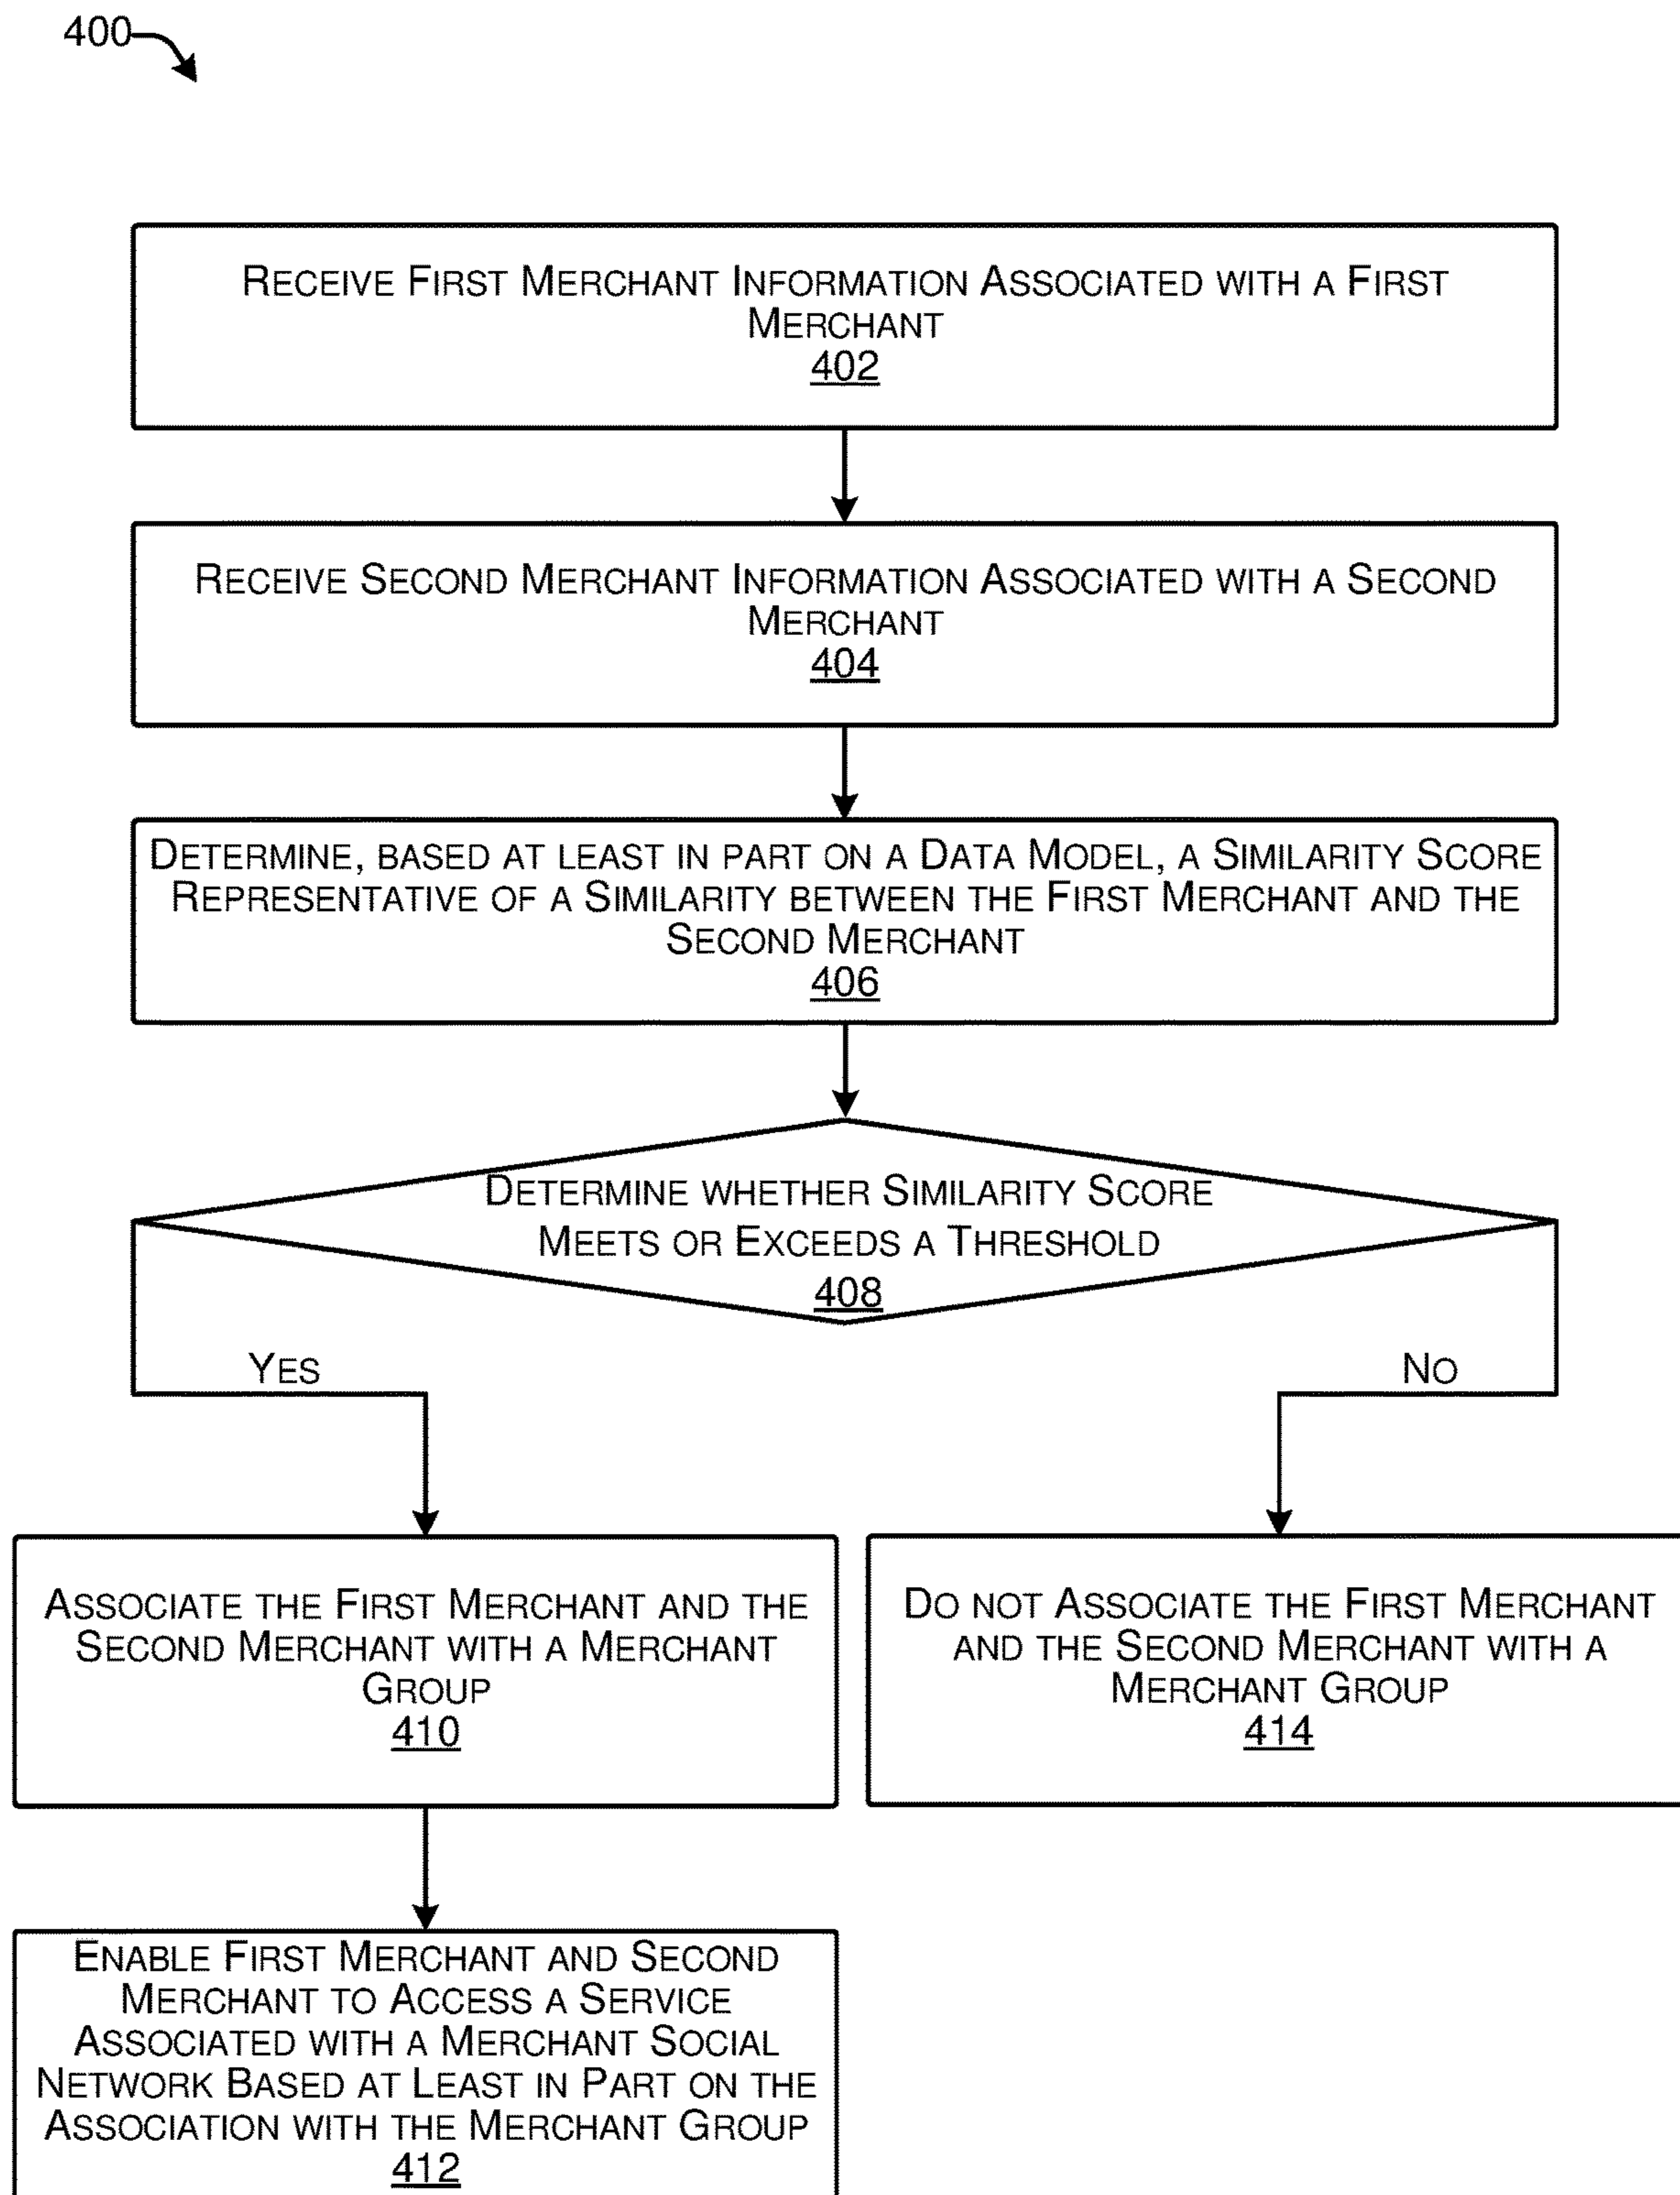 400
RECEIVE FIRST MERCHANT INFORMATION ASSOCIATED WITH A FIRST
MERCHANT
402
RECEIVE SECOND MERCHANT INFORMATION ASSOCIATED WITH A SECOND
MERCHANT
404
DETERMINE, BASED AT LEAST IN PART ON A DATA MODEL, A SIMILARITY SCORE
REPRESENTATIVE OF A SIMILARITY BETWEEN THE FIRST MERCHANT AND THE
SECOND MERCHANT
406
DETERMINE WHETHER SIMILARITY SCORE
MEETS OR EXCEEDS A THRESHOLD
408
YES
NO
ASSOCIATE THE FIRST MERCHANT AND THE
SECOND MERCHANT WITH A MERCHANT
GROUP
410
DO NOT ASSOCIATE THE FIRST MERCHANT
AND THE SECOND MERCHANT WITH A
MERCHANT GROUP
414
ENABLE FIRST MERCHANT AND SECOND
MERCHANT TO ACCESS A SERVICE
ASSOCIATED WITH A MERCHANT SOCIAL
NETWORK BASED AT LEAST IN PART ON THE
ASSOCIATION WITH THE MERCHANT GROUP
412